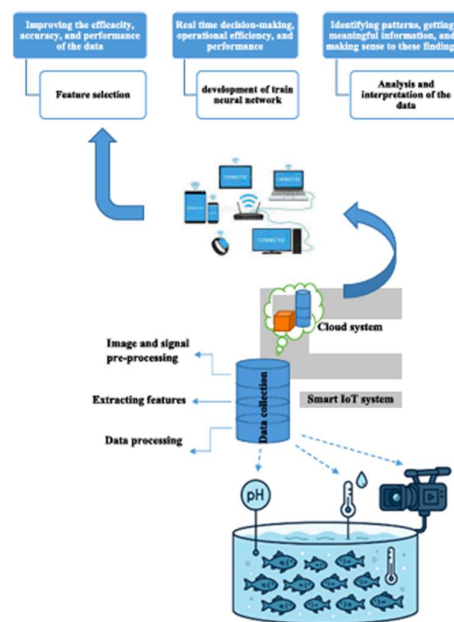 Improving the efficacy,
accuracy, and performance
of the data
Real time decision-making,
operational efficiency, and
performance
Identifying patterns, getting
meaningful information, and
making sense to these finding
Feature selection
development of train
neural network
Analysis and
interpretation of the
data
Cloud system
Image and signal
pre-processing
Extracting features
Data processing
Data collection
Smart IoT system
pH